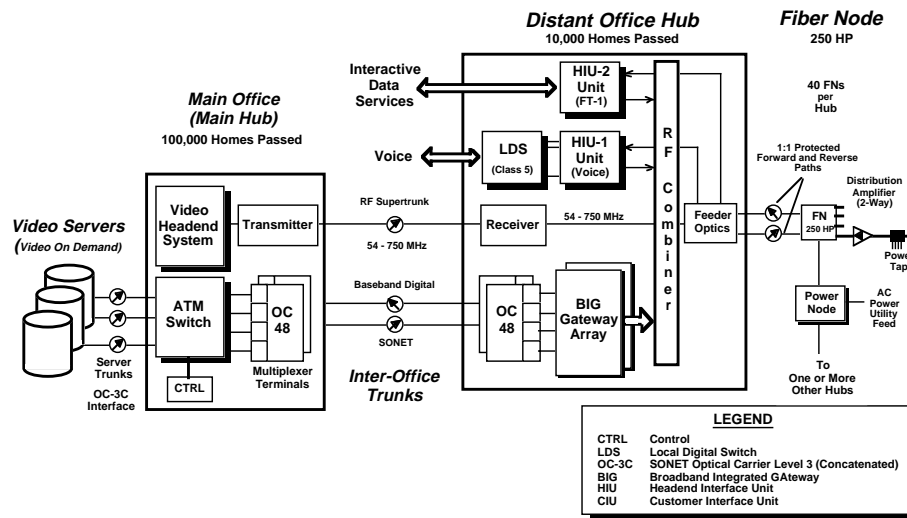 Distant Office Hub
10,000 Homes Passed
Fiber Node
250 HP
40 FNs
per
Hub
Interactive
Data
Services
HIU-2
Unit
(FT-1)
Main Office
(Main Hub)
100,000 Homes Passed
Voice
LDS
(Class 5)
HIU-1
Unit
(Voice)
RF Combiner
1:1 Protected
Forward and Reverse
Paths
Distribution
Amplifier
(2-Way)
Video Servers
(Video On Demand)
Video
Headend
System
Transmitter
RF Supertrunk
54 - 750 MHz
Receiver
54 - 750 MHz
Feeder
Optics
FN
250 HP
Power
Tap
ATM
Switch
OC
48
Baseband Digital
SONET
OC
48
BIG
Gateway
Array
Power
Node
AC
Power
Utility
Feed
Server
Trunks
OC-3C
Interface
CTRL
Multiplexer
Terminals
Inter-Office
Trunks
To
One or More
Other Hubs
LEGEND
CTRL Control
LDS Local Digital Switch
OC-3C SONET Optical Carrier Level 3 (Concatenated)
BIG Broadband Integrated GAteway
HIU Headend Interface Unit
CIU Customer Interface Unit